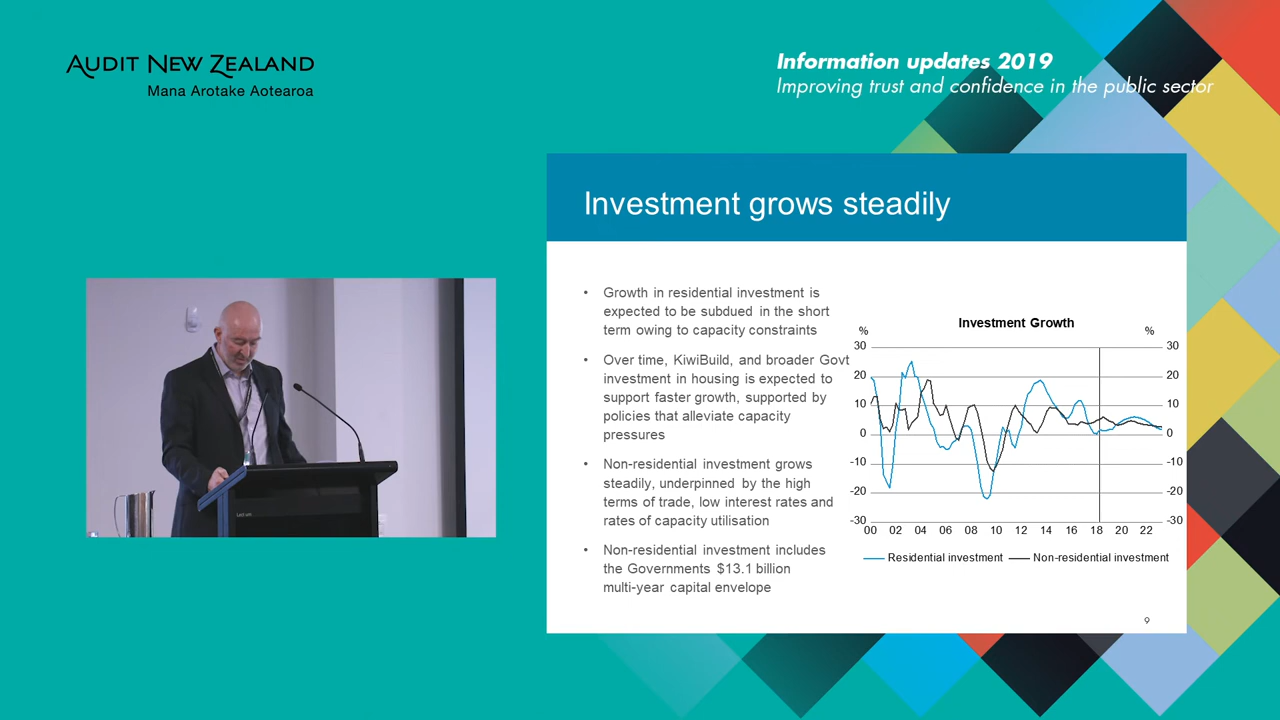 AUDIT NEW ZEALAND
Mana Arotake Aotearoa
Information updates 2019
Improving trust and confidence in the public sector
Investment grows steadily
• Growth in residential investment is
expected to be subdued in the short
term owing to capacity constraints
• Over time, KiwiBuild, and broader Govt
investment in housing is expected to
support faster growth, supported by
policies that alleviate capacity
pressures
• Non-residential investment grows
steadily, underpinned by the high
terms of trade, low interest rates and
rates of capacity utilisation
• Non-residential investment includes
the Governments $13.1 billion
multi-year capital envelope
Investment Growth
% %
30 30
20 20
10 10
0 0
-10 -10
-20 -20
-30 -30
00 02 04 06 08 10 12 14 16 18 20 22
Residential investment Non-residential investment
9